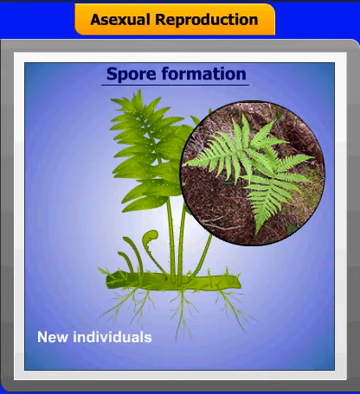 Asexual Reproduction
Spore formation
New individuals